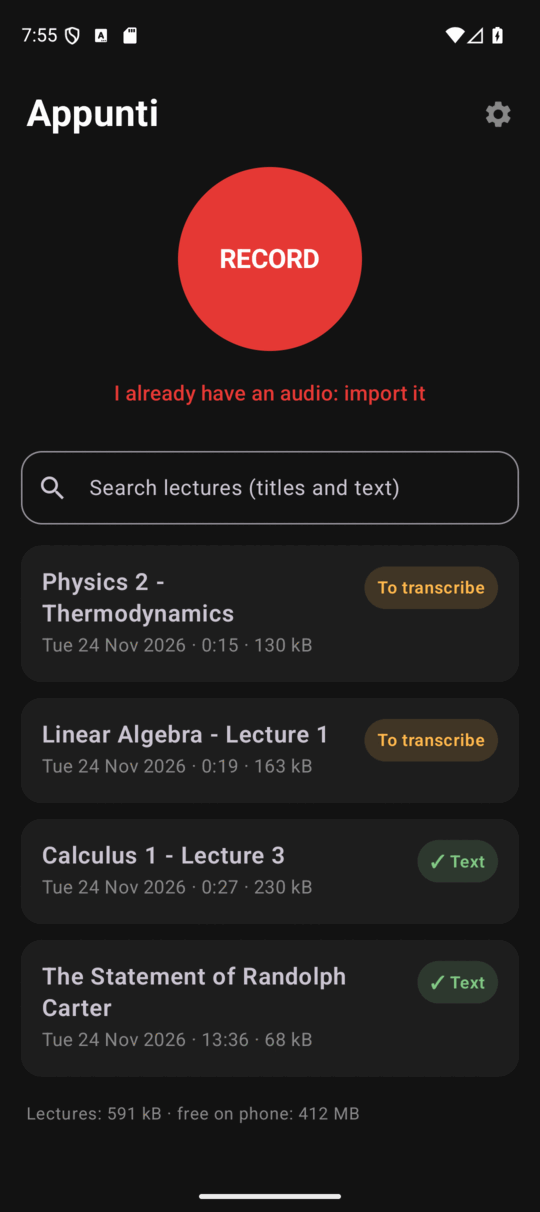 7:55
Appunti
RECORD
I already have an audio: import it
Search lectures (titles and text)
Physics 2 -
Thermodynamics
To transcribe
Tue 24 Nov 2026 · 0:15 · 130 kB
Linear Algebra - Lecture 1
To transcribe
Tue 24 Nov 2026 · 0:19 · 163 kB
Calculus 1 - Lecture 3
✓ Text
Tue 24 Nov 2026 · 0:27 · 230 kB
The Statement of Randolph
Carter
✓ Text
Tue 24 Nov 2026 · 13:36 · 68 kB
Lectures: 591 kB · free on phone: 412 MB